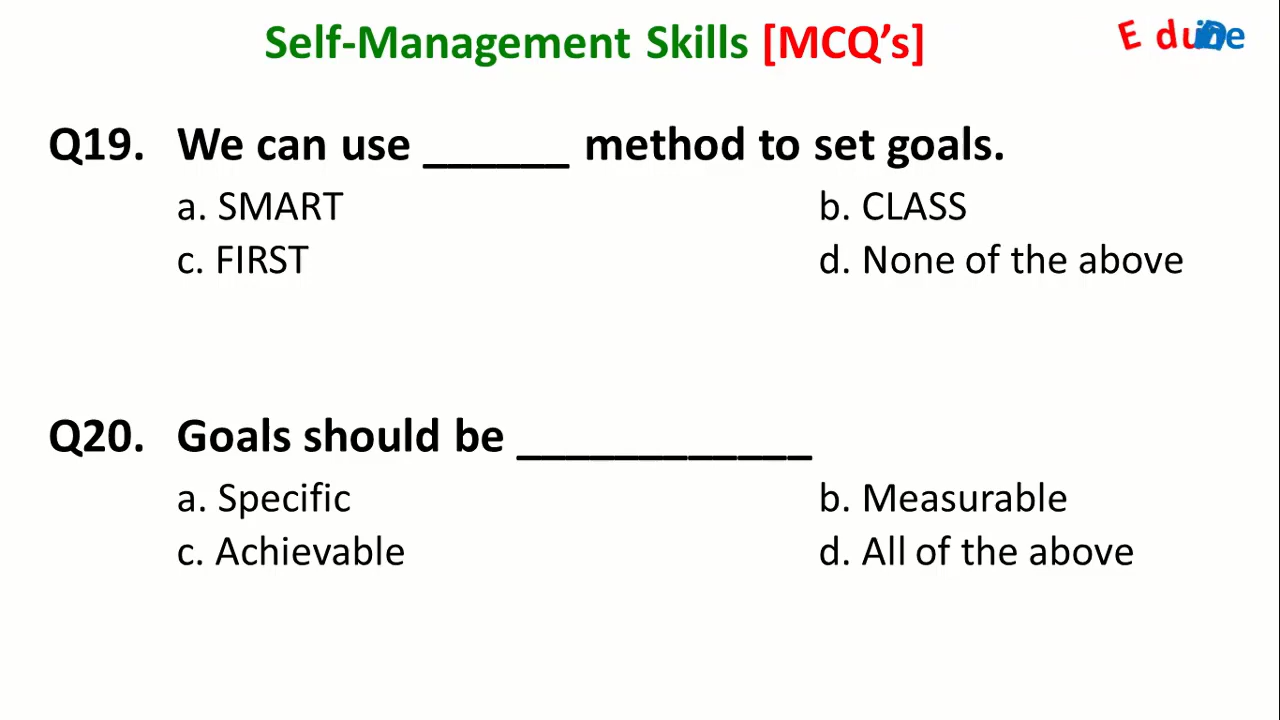 Self-Management Skills [MCQ's]
Q19. We can use ______ method to set goals.
a. SMART b. CLASS
c. FIRST d. None of the above
Q20. Goals should be ____________
a. Specific b. Measurable
c. Achievable d. All of the above